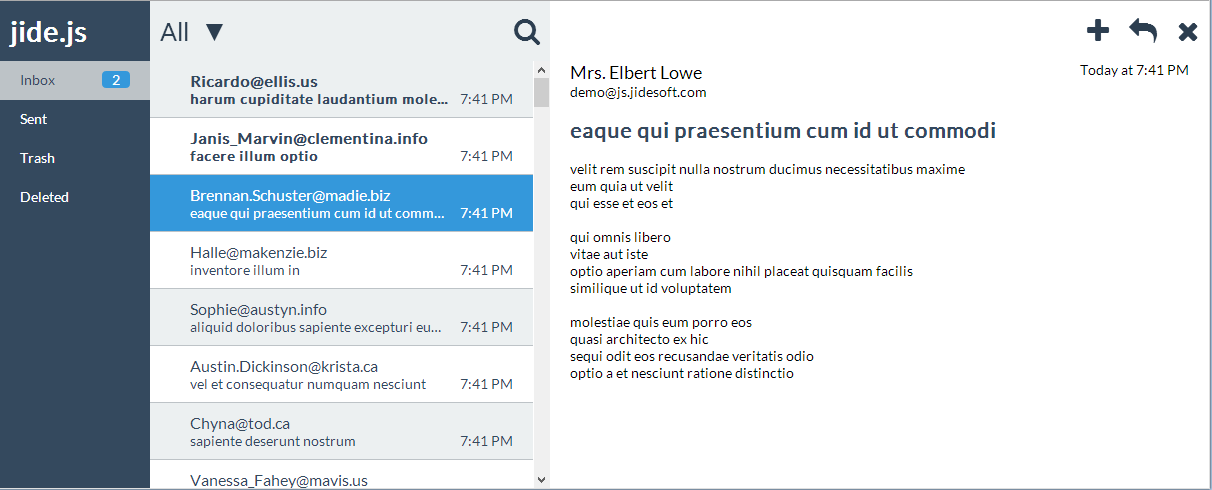 jide.js
Inbox 2
Sent
Trash
Deleted
All ▼
Ricardo@ellis.us
harum cupiditate laudantium mole... 7:41 PM
Janis_Marvin@clementina.info
facere illum optio 7:41 PM
Brennan.Schuster@madie.biz
eaque qui praesentium cum id ut comm... 7:41 PM
Halle@makenzie.biz
inventore illum in 7:41 PM
Sophie@austyn.info
aliquid doloribus sapiente excepturi eu... 7:41 PM
Austin.Dickinson@krista.ca
vel et consequatur numquam nesciunt 7:41 PM
Chyna@tod.ca
sapiente deserunt nostrum 7:41 PM
Vanessa_Fahey@mavis.us
Mrs. Elbert Lowe Today at 7:41 PM
demo@js.jidesoft.com
eaque qui praesentium cum id ut commodi
velit rem suscipit nulla nostrum ducimus necessitatibus maxime
eum quia ut velit
qui esse et eos et
qui omnis libero
vitae aut iste
optio aperiam cum labore nihil placeat quisquam facilis
similique ut id voluptatem
molestiae quis eum porro eos
quasi architecto ex hic
sequi odit eos recusandae veritatis odio
optio a et nesciunt ratione distinctio